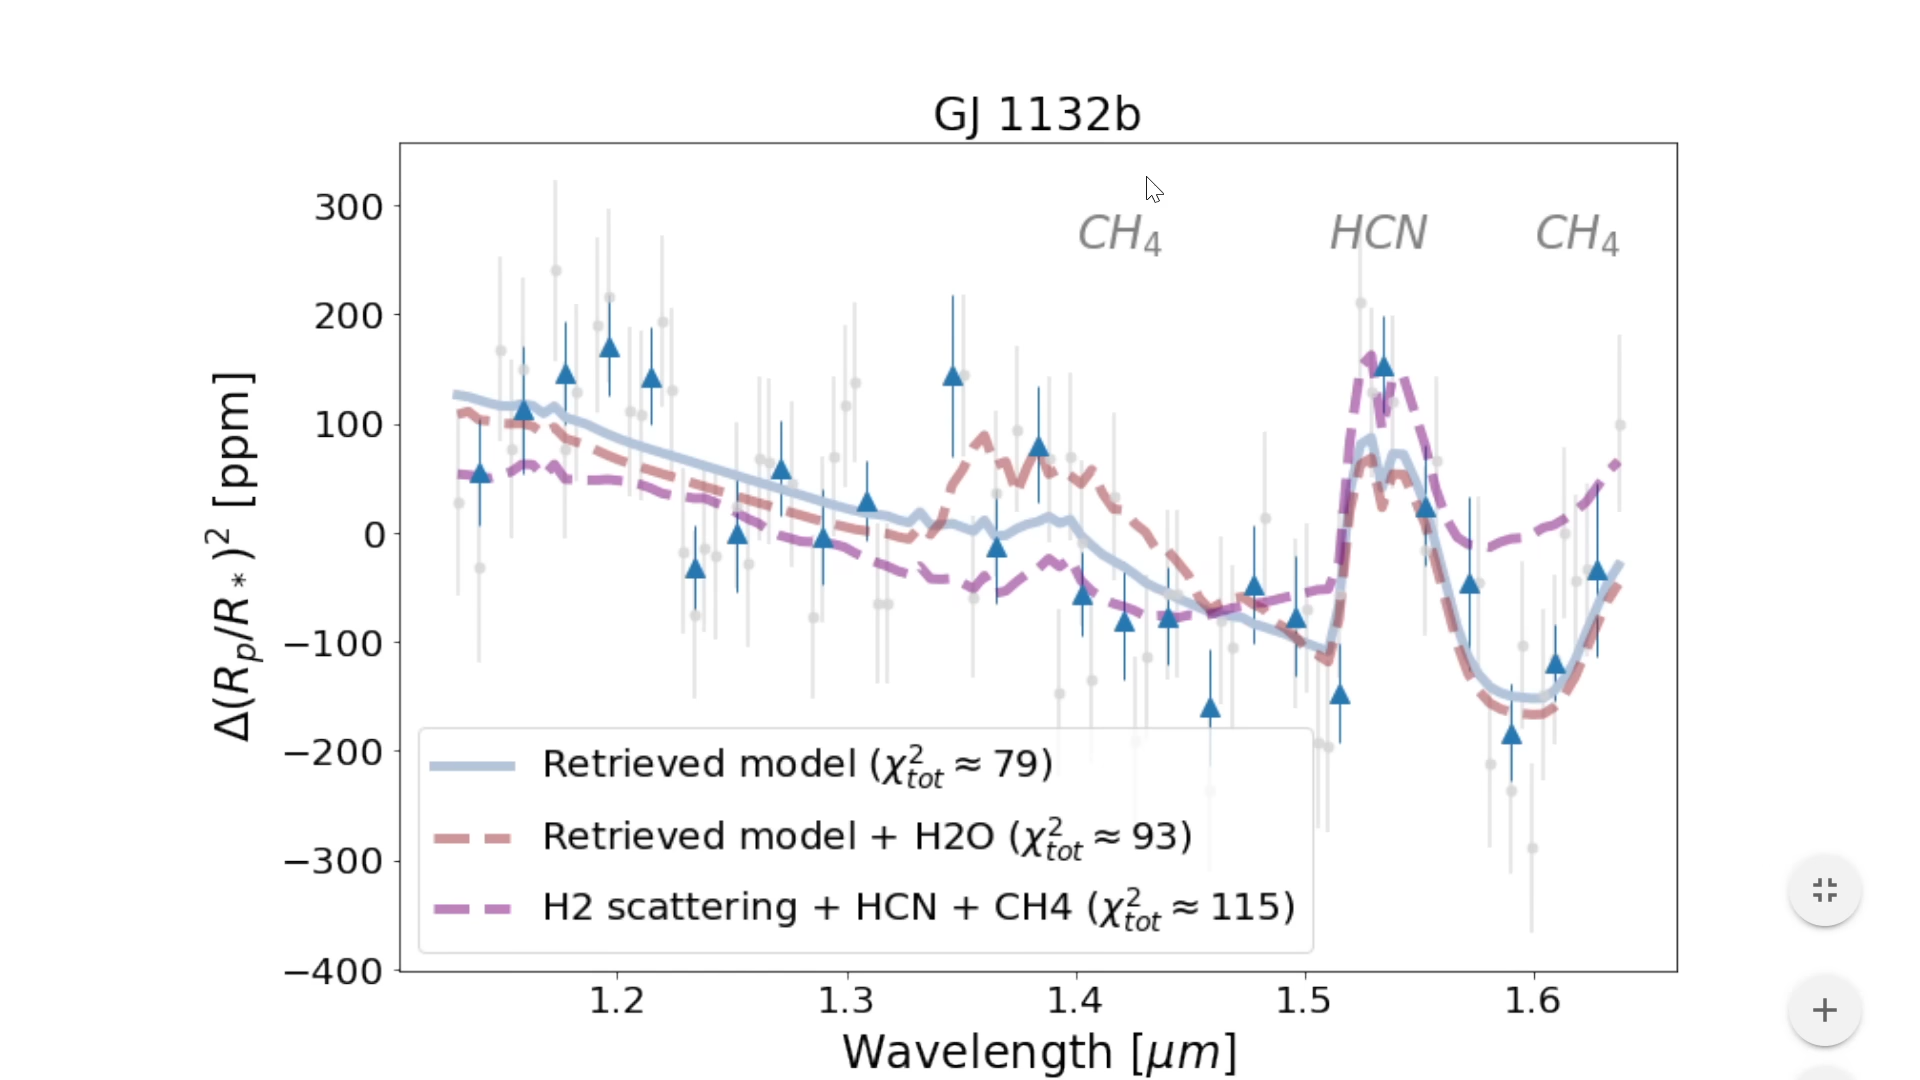 GJ 1132b
CH₄ HCN CH₄
300
200
100
0
−100
−200
−300
−400
Δ(Rₚ/R∗)² [ppm]
Retrieved model (χ²ₜₒₜ ≈ 79)
Retrieved model + H2O (χ²ₜₒₜ ≈ 93)
H2 scattering + HCN + CH4 (χ²ₜₒₜ ≈ 115)
1.2 1.3 1.4 1.5 1.6
Wavelength [μm]